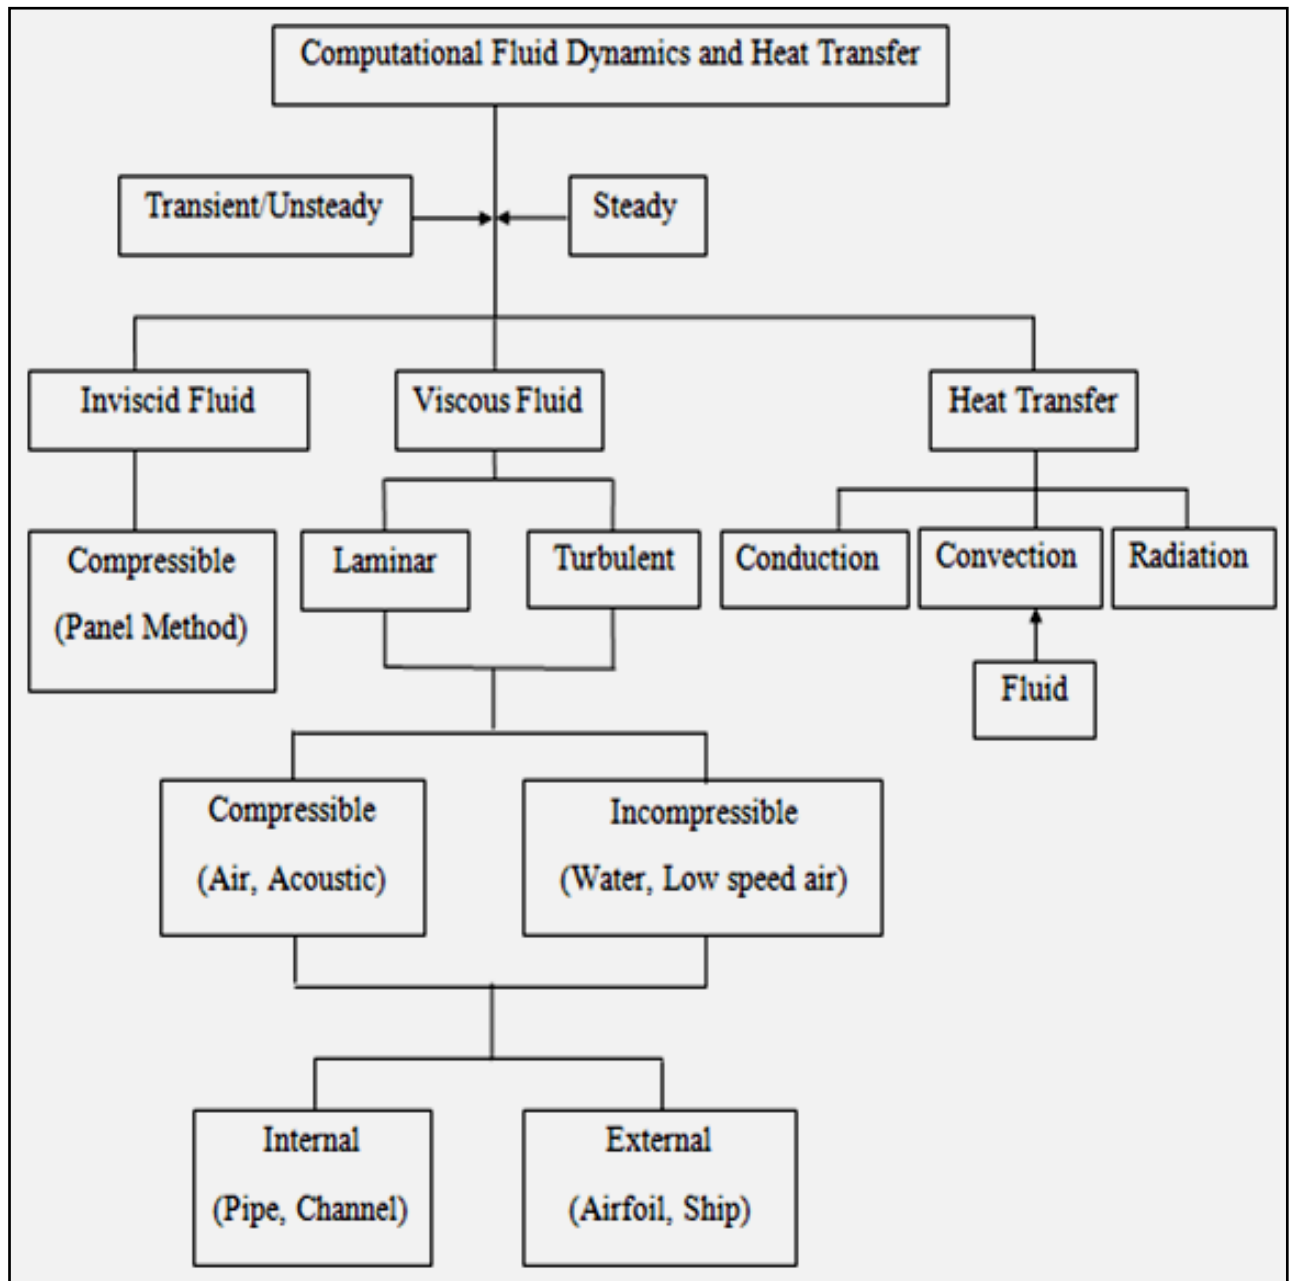 Computational Fluid Dynamics and Heat Transfer
Transient/Unsteady
Steady
Inviscid Fluid
Viscous Fluid
Heat Transfer
Compressible
(Panel Method)
Laminar
Turbulent
Conduction
Convection
Radiation
Fluid
Compressible
(Air, Acoustic)
Incompressible
(Water, Low speed air)
Internal
(Pipe, Channel)
External
(Airfoil, Ship)